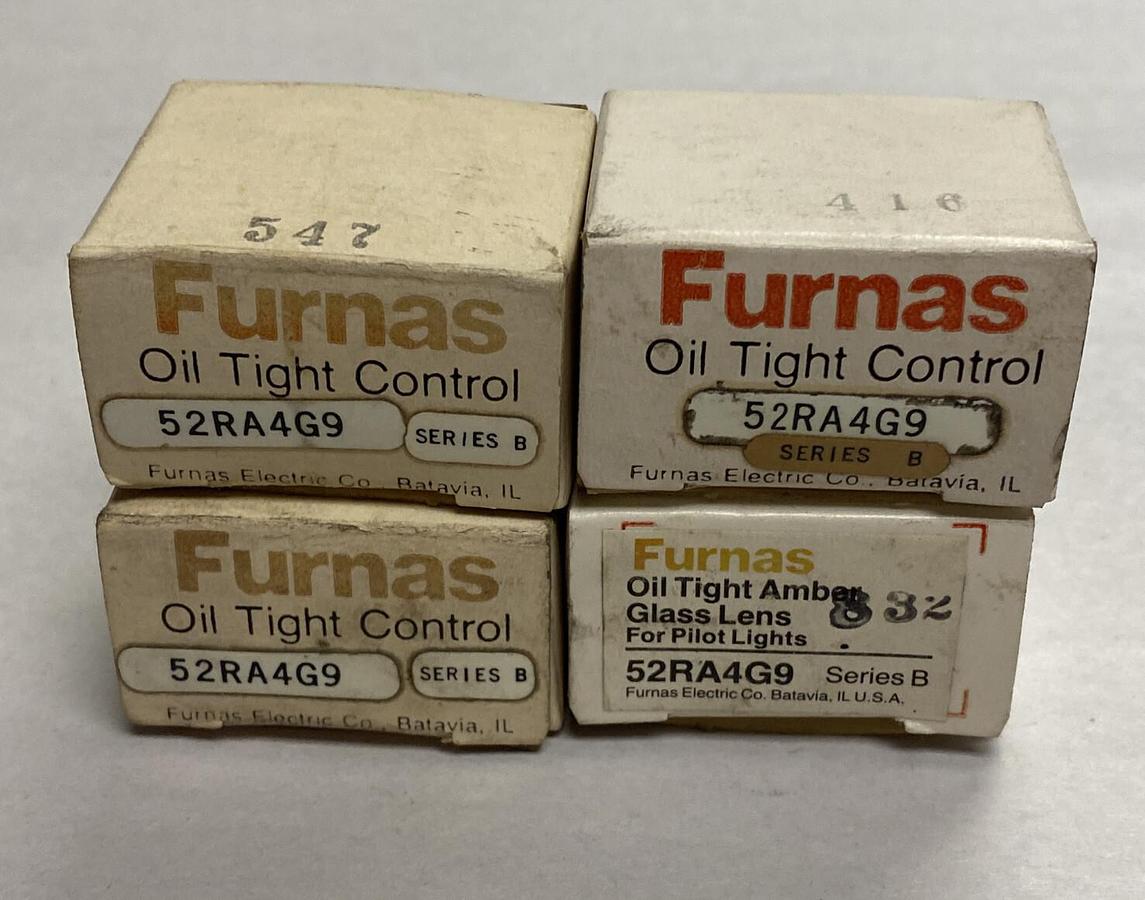 547
Furnas
Oil Tight Control
52RA4G9
SERIES B
Furnas Electric Co., Batavia, IL
416
Furnas
Oil Tight Control
52RA4G9
SERIES B
Furnas Electric Co., Batavia, IL
Furnas
Oil Tight Control
52RA4G9
SERIES B
Furnas Electric Co., Batavia, IL
Furnas
Oil Tight Amber
Glass Lens
832
For Pilot Lights
52RA4G9 Series B
Furnas Electric Co. Batavia, IL U.S.A.